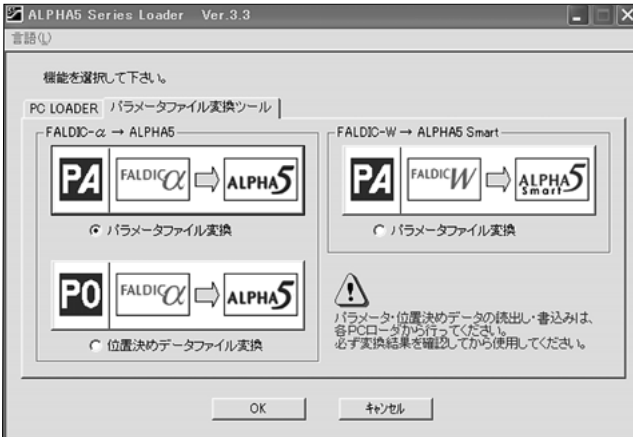 ALPHA5 Series Loader Ver.3.3
言語(L)
機能を選択して下さい。
PC LOADER パラメータファイル変換ツール
FALDIC-α → ALPHA5
PA FALDIC α ALPHA5
パラメータファイル変換
PO FALDIC α ALPHA5
位置決めデータファイル変換
FALDIC-W → ALPHA5 Smart
PA FALDIC W ALPHA5 Smart
パラメータファイル変換
パラメータ・位置決めデータの読出し・書込みは、
各PCローダから行ってください。
必ず変換結果を確認してから使用してください。
OK キャンセル